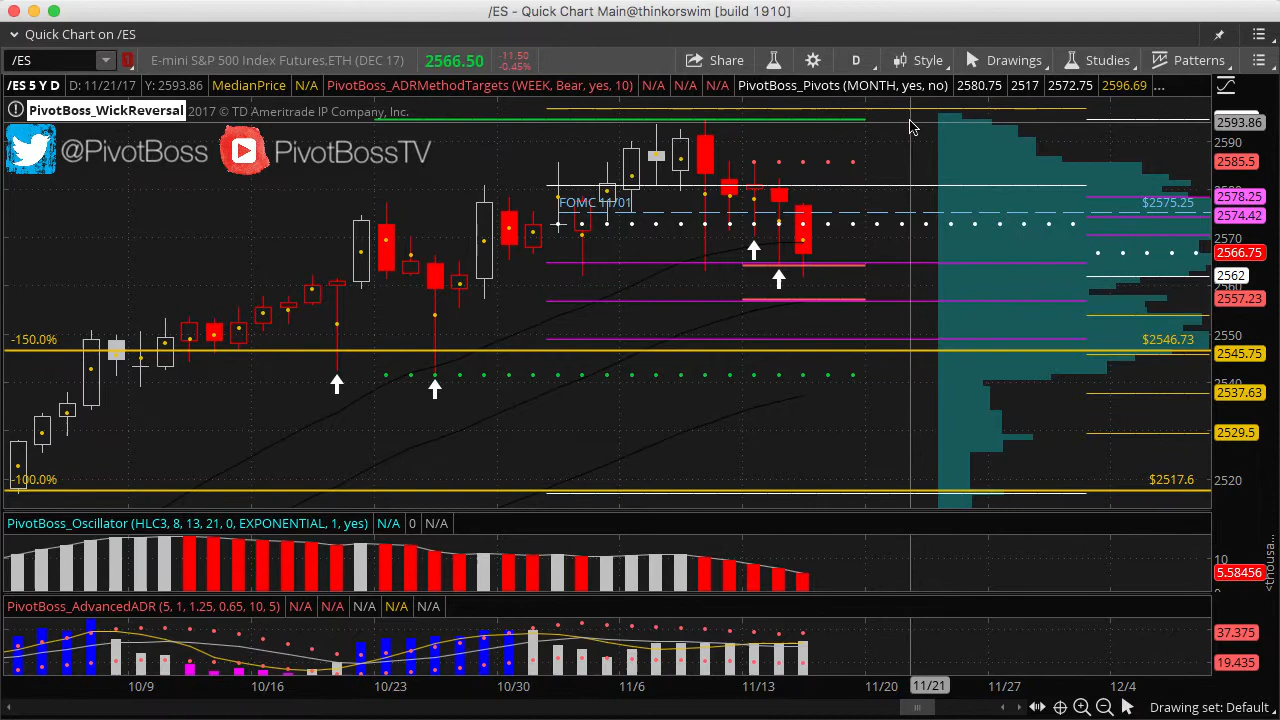 /ES - Quick Chart Main@thinkorswim [build 1910]
Quick Chart on /ES
/ES E-mini S&P 500 Index Futures.ETH (DEC 17) 2566.50 -11.50 -0.45% Share D Style Drawings Studies Patterns
/ES 5 Y D D: 11/21/17 Y: 2593.86 MedianPrice N/A PivotBoss_ADRMethodTargets (WEEK, Bear, yes, 10) N/A N/A N/A PivotBoss_Pivots (MONTH, yes, no) 2580.75 2517 2572.75 2596.69 ...
PivotBoss_WickReversal 2017 © TD Ameritrade IP Company, Inc.
2593.86
2590
@PivotBoss PivotBossTV
2585.5
2578.25
FOMC 11/01 $2575.25
2574.42
2570
2566.75
2562
2557.23
2550
-150.0% $2546.73
2545.75
2540
2537.63
2529.5
-100.0% $2517.6
2520
PivotBoss_Oscillator (HLC3, 8, 13, 21, 0, EXPONENTIAL, 1, yes) N/A 0 N/A
10
5.58456
<thousa...
PivotBoss_AdvancedADR (5, 1, 1.25, 0.65, 10, 5) N/A N/A N/A N/A N/A
37.375
19.435
10/9 10/16 10/23 10/30 11/6 11/13 11/20 11/21 11/27 12/4
Drawing set: Default